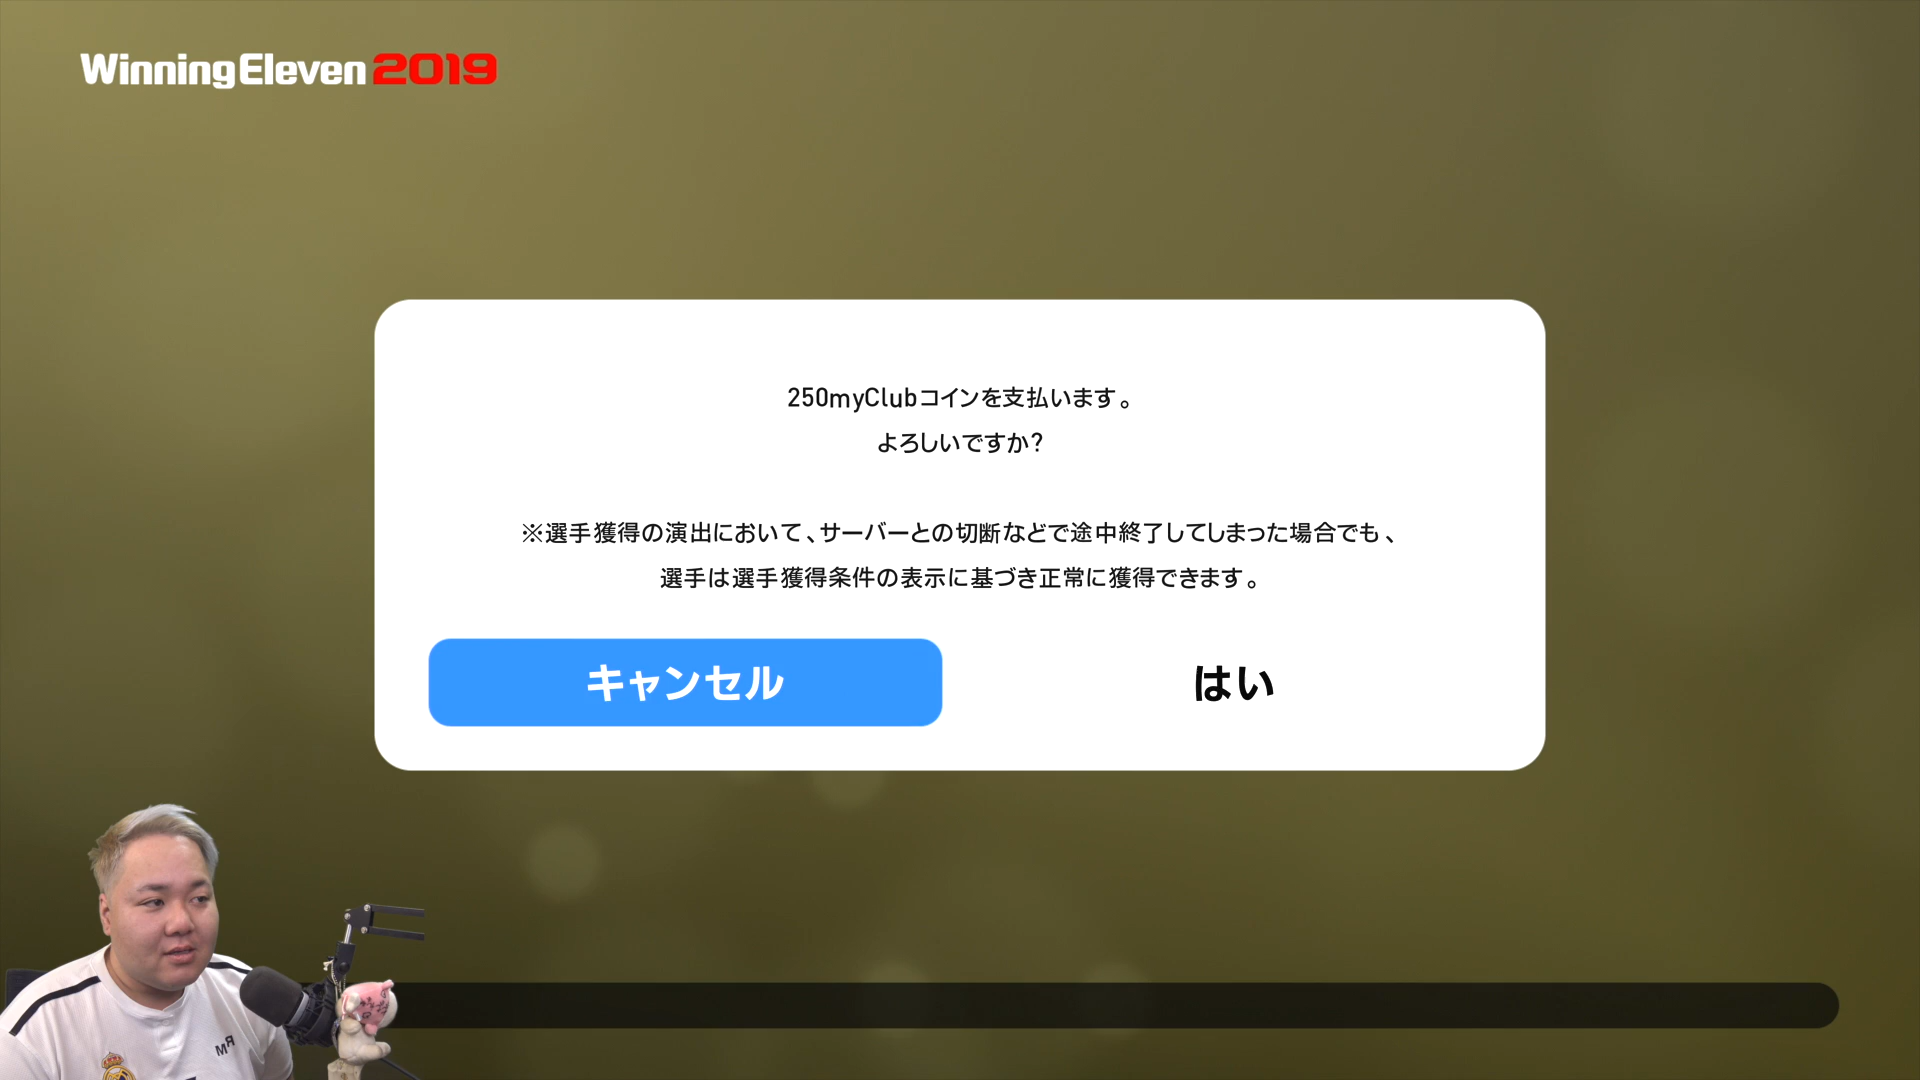 WinningEleven 2019
250myClubコインを支払います。
よろしいですか?
※選手獲得の演出において、サーバーとの切断などで途中終了してしまった場合でも、
選手は選手獲得条件の表示に基づき正常に獲得できます。
キャンセル はい
MЯ